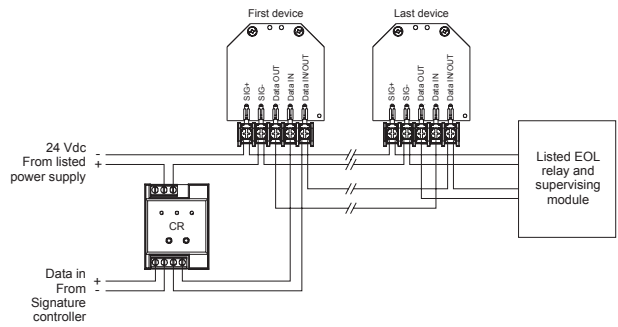 First device
Last device
SIG+
SIG-
Data OUT
Data IN
Data IN/OUT
SIG+
SIG-
Data OUT
Data IN
Data IN/OUT
24 Vdc -
From listed +
power supply
Listed EOL
relay and
supervising
module
CR
Data in +
From -
Signature
controller